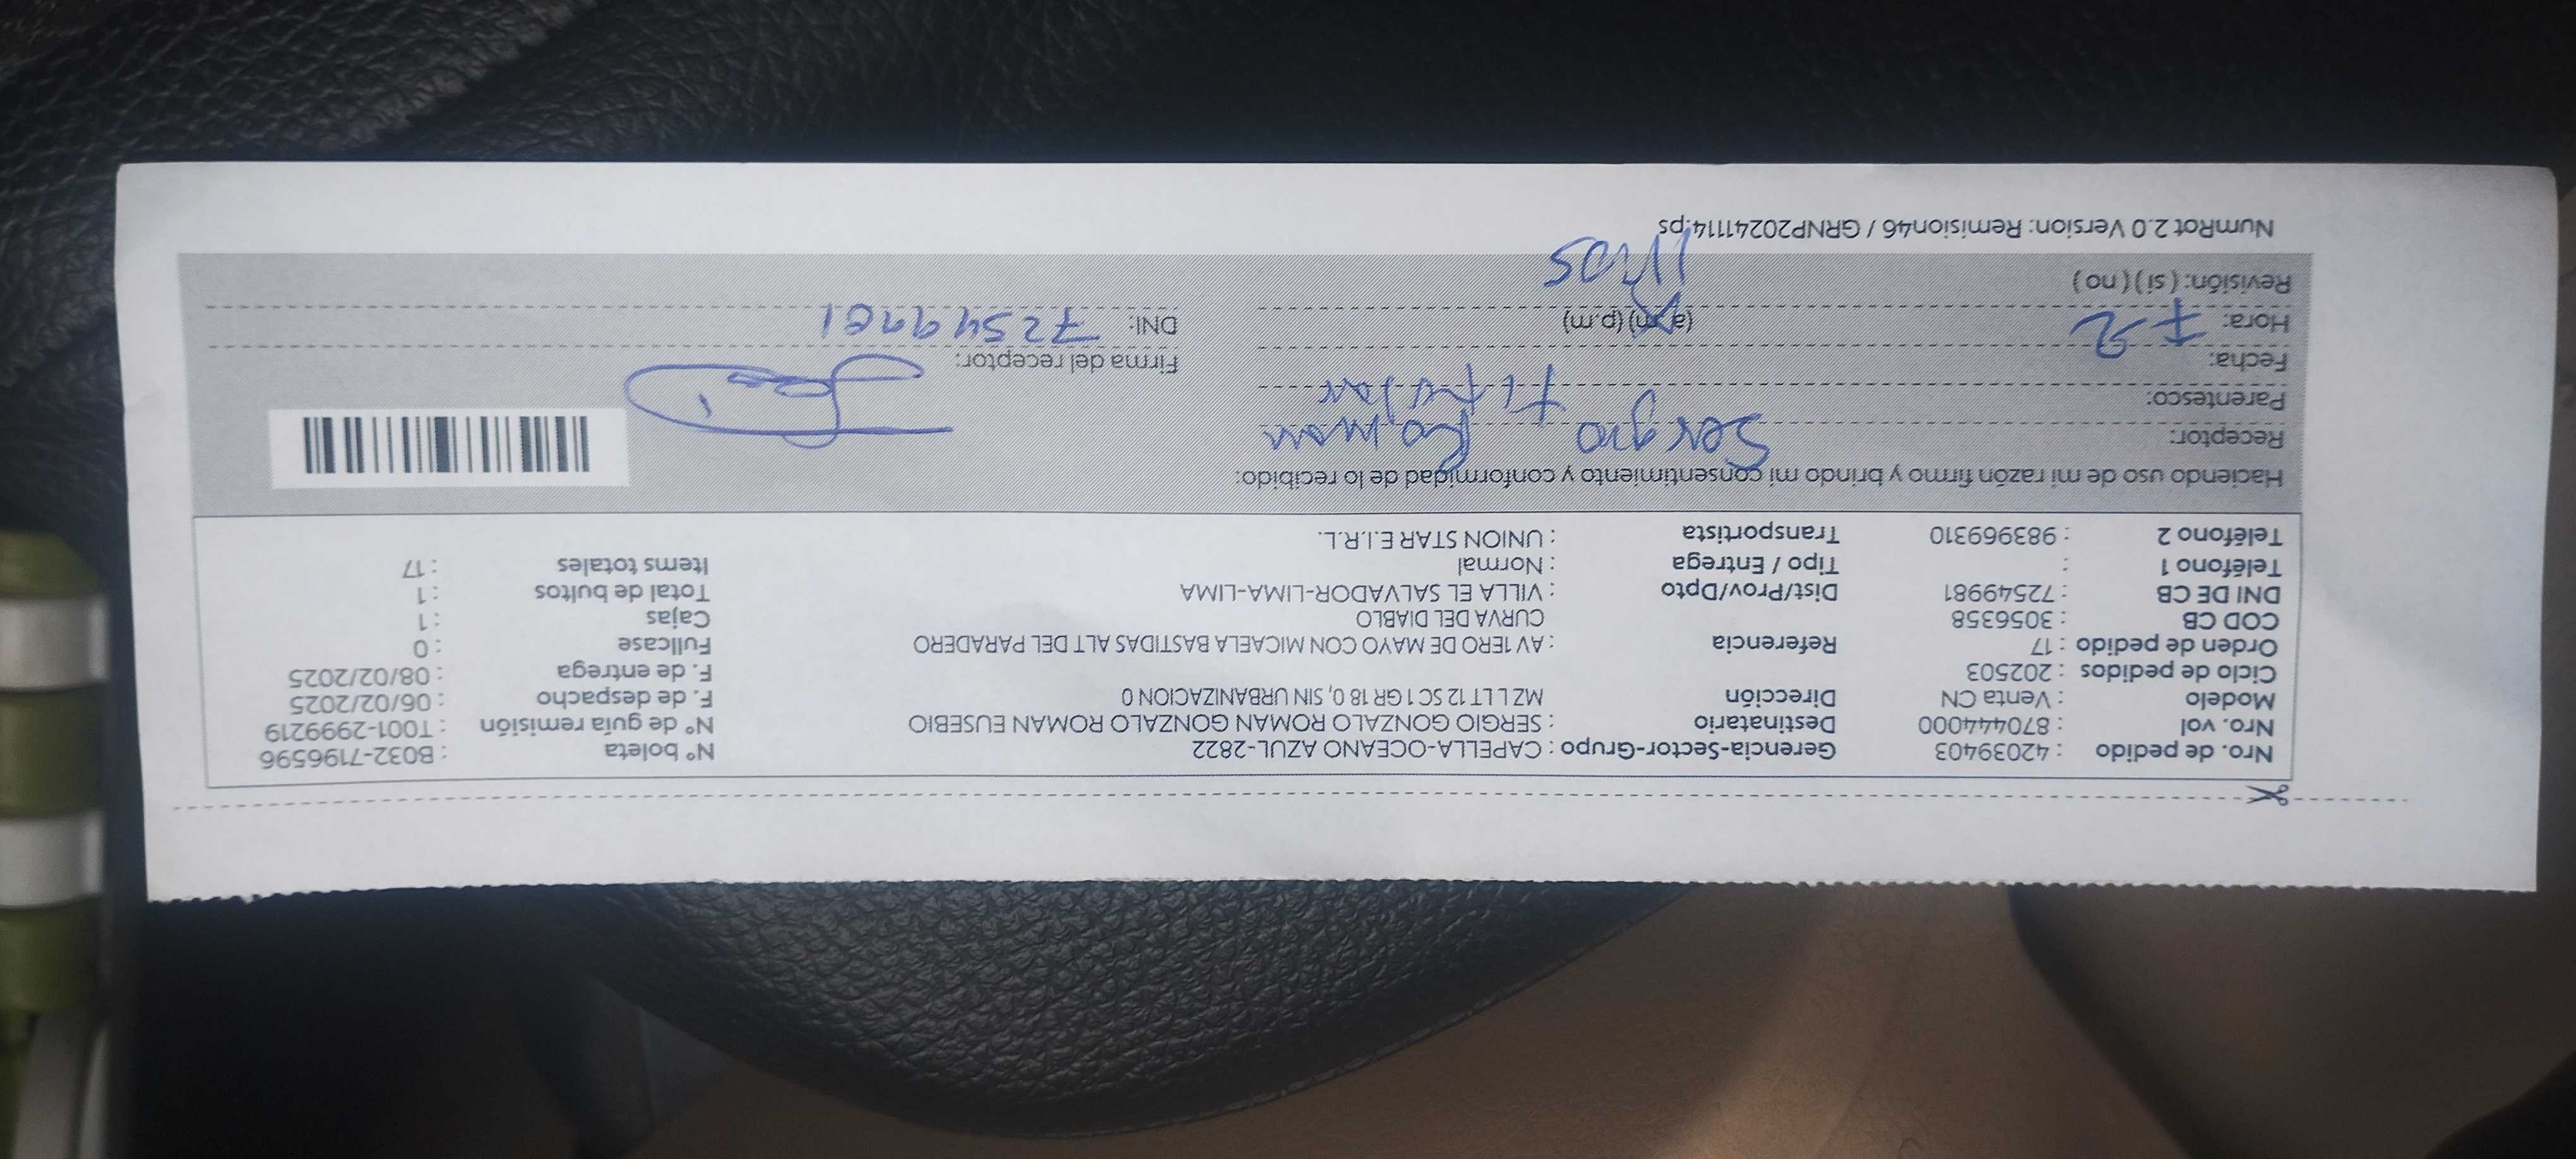 Nro. de pedido : 42039403 Gerencia-Sector-Grupo : CAPELLA-OCEANO AZUL-2822 N° boleta : B032-7196596
Nro. vol : 870444000 Destinatario : SERGIO GONZALO ROMAN GONZALO ROMAN EUSEBIO N° de guía remisión : T001-2999219
Modelo : Venta CN Dirección MZ L LT 12 SC 1 GR 18 0, SIN URBANIZACION 0 F. de despacho : 06/02/2025
Ciclo de pedidos : 202503 F. de entrega : 08/02/2025
Orden de pedido : 17 Referencia : AV 1ERO DE MAYO CON MICAELA BASTIDAS ALT DEL PARADERO Fullcase : 0
COD CB : 3056358 CURVA DEL DIABLO Cajas : 1
DNI DE CB : 72549981 Dist/Prov/Dpto : VILLA EL SALVADOR-LIMA-LIMA Total de bultos : 1
Teléfono 1 : Tipo / Entrega : Normal Items totales : 17
Teléfono 2 : 983969310 Transportista : UNION STAR E.I.R.L.
Haciendo uso de mi razón firmo y brindo mi consentimiento y conformidad de lo recibido:
Receptor: Sergio Roman
Parentesco: Titular
Fecha: 7-2 Firma del receptor:
Hora: (a.m) (p.m) DNI: 72549981
Revisión: (si) (no)
NumRot 2.0 Version: Remision46 / GRNP20241114.ps